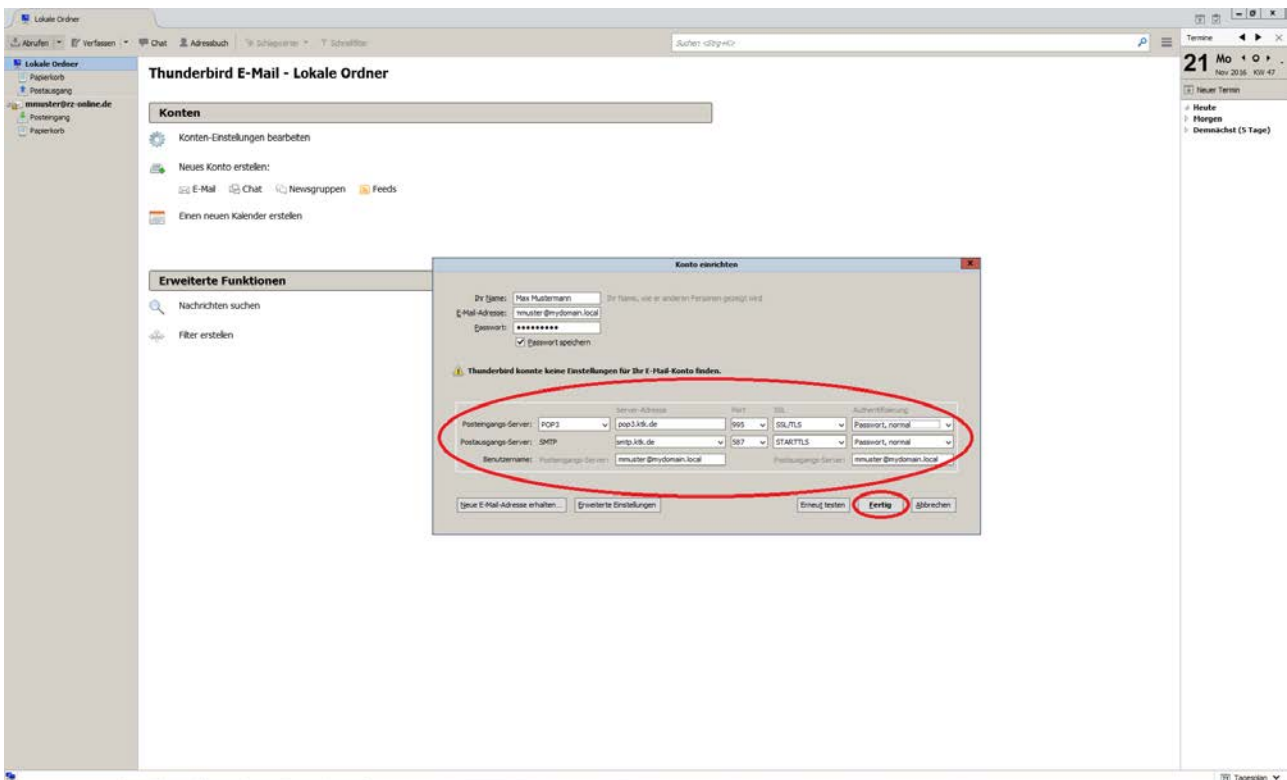 Lokale Ordner
Abrufen Verfassen Chat Adressbuch Schlagwörter Schnellfilter Suchen <Strg+K>
Lokale Ordner
Papierkorb
Postausgang
mmuster@rz-online.de
Posteingang
Papierkorb
Thunderbird E-Mail - Lokale Ordner
Konten
Konten-Einstellungen bearbeiten
Neues Konto erstellen:
E-Mail Chat Newsgruppen Feeds
Einen neuen Kalender erstellen
Erweiterte Funktionen
Nachrichten suchen
Filter erstellen
Konto einrichten
Ihr Name: Max Mustermann Ihr Name, wie er anderen Personen gezeigt wird
E-Mail-Adresse: mmuster@mydomain.local
Passwort: •••••••••
Passwort speichern
Thunderbird konnte keine Einstellungen für Ihr E-Mail-Konto finden.
Server-Adresse Port SSL Authentifizierung
Posteingangs-Server: POP3 pop3.ktk.de 995 SSL/TLS Passwort, normal
Postausgangs-Server: SMTP smtp.ktk.de 587 STARTTLS Passwort, normal
Benutzername: Posteingangs-Server: mmuster@mydomain.local Postausgangs-Server: mmuster@mydomain.local
Neue E-Mail-Adresse erhalten... Erweiterte Einstellungen Erneut testen Fertig Abbrechen
Termine
21 Mo
Nov 2016 KW 47
Neuer Termin
Heute
Morgen
Demnächst (5 Tage)
Tagesplan